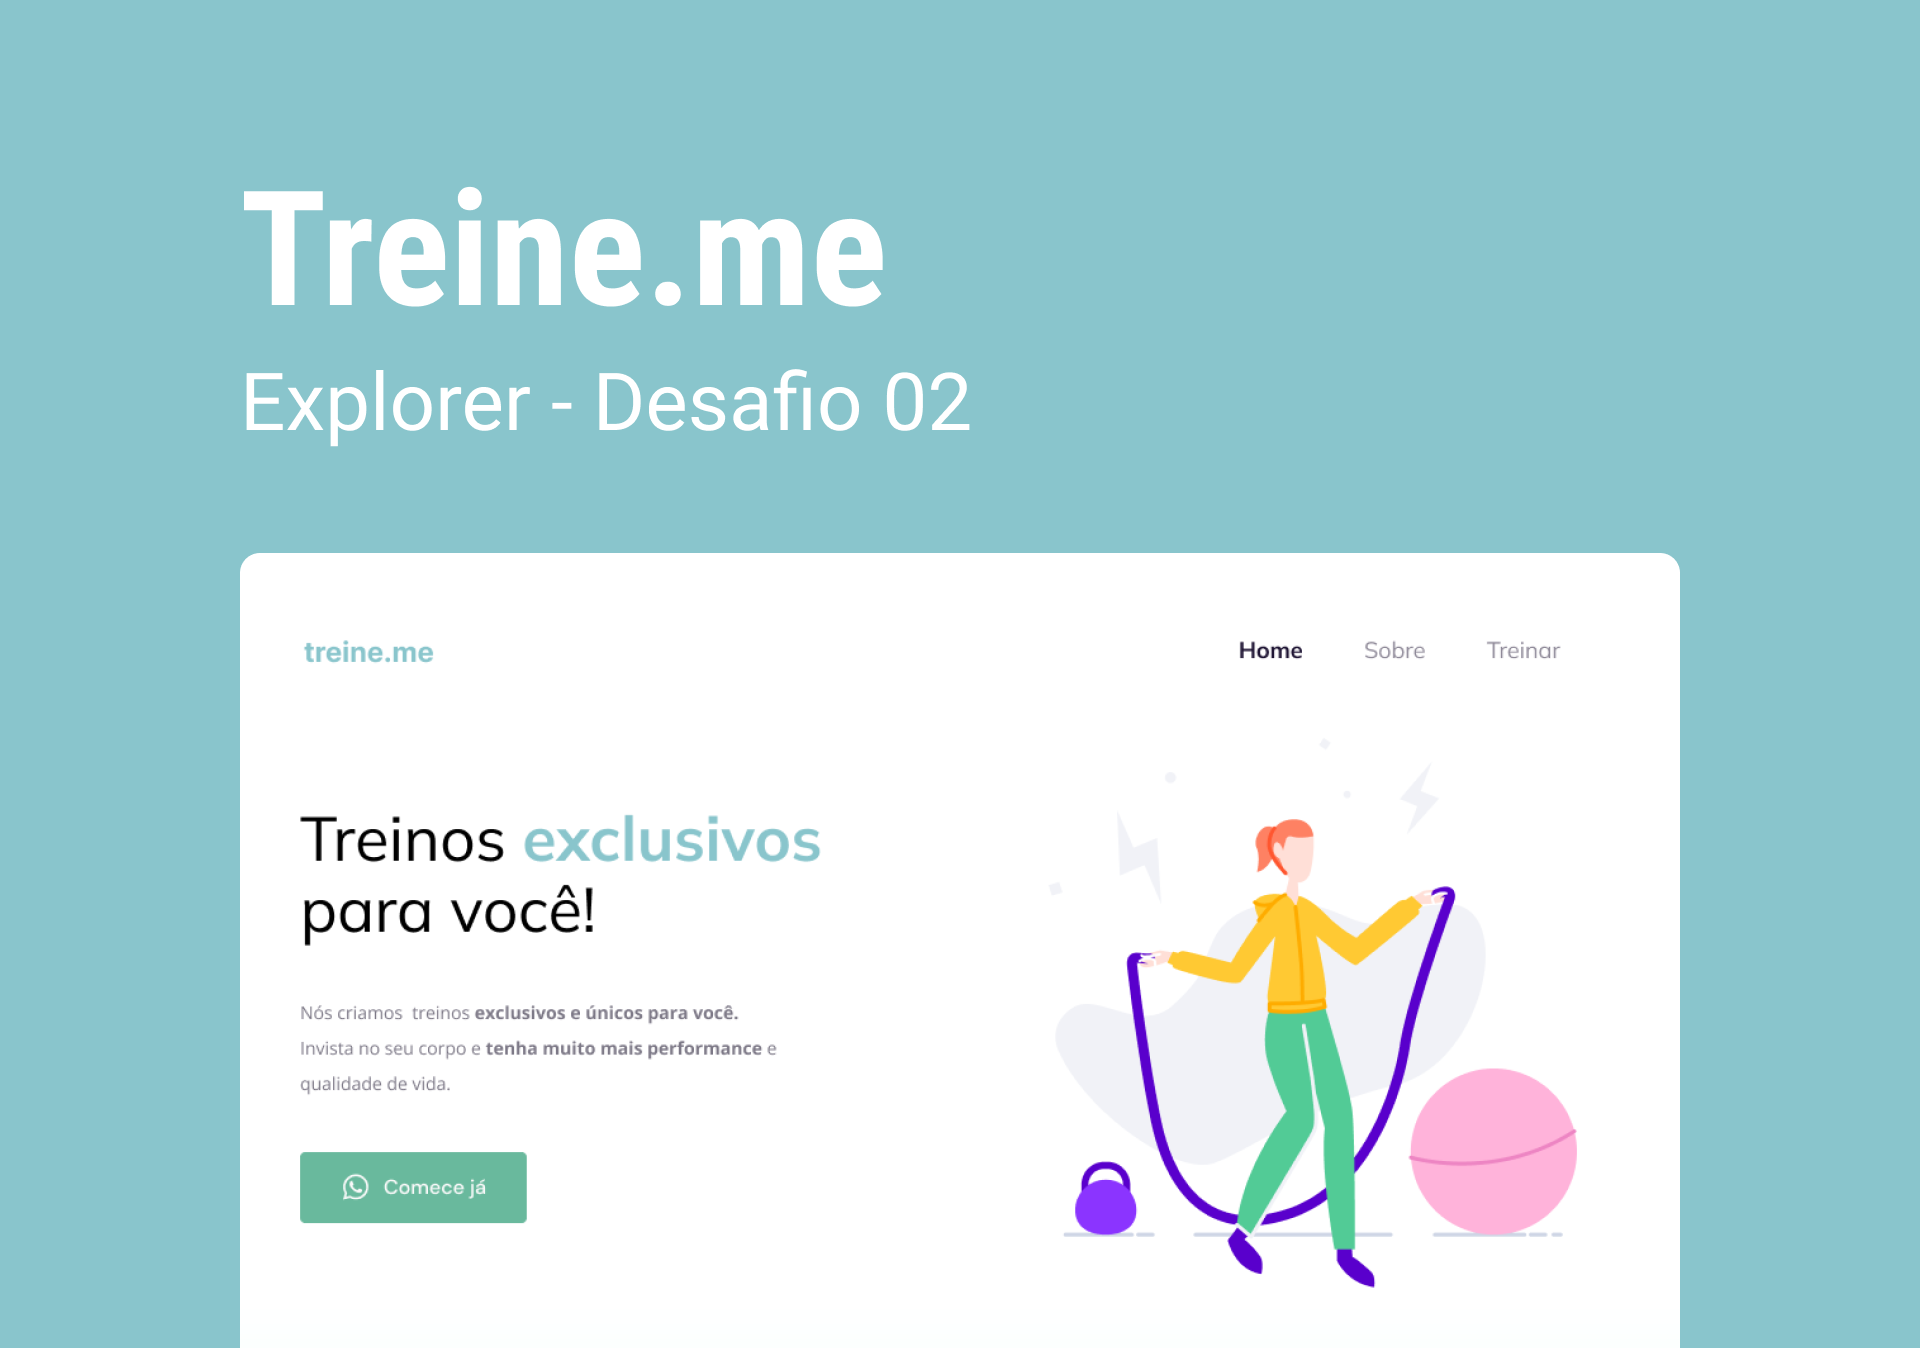 Treine.me
Explorer - Desafio 02
treine.me
Home Sobre Treinar
Treinos exclusivos
para você!
Nós criamos  treinos exclusivos e únicos para você.
Invista no seu corpo e tenha muito mais performance e
qualidade de vida.
Comece já